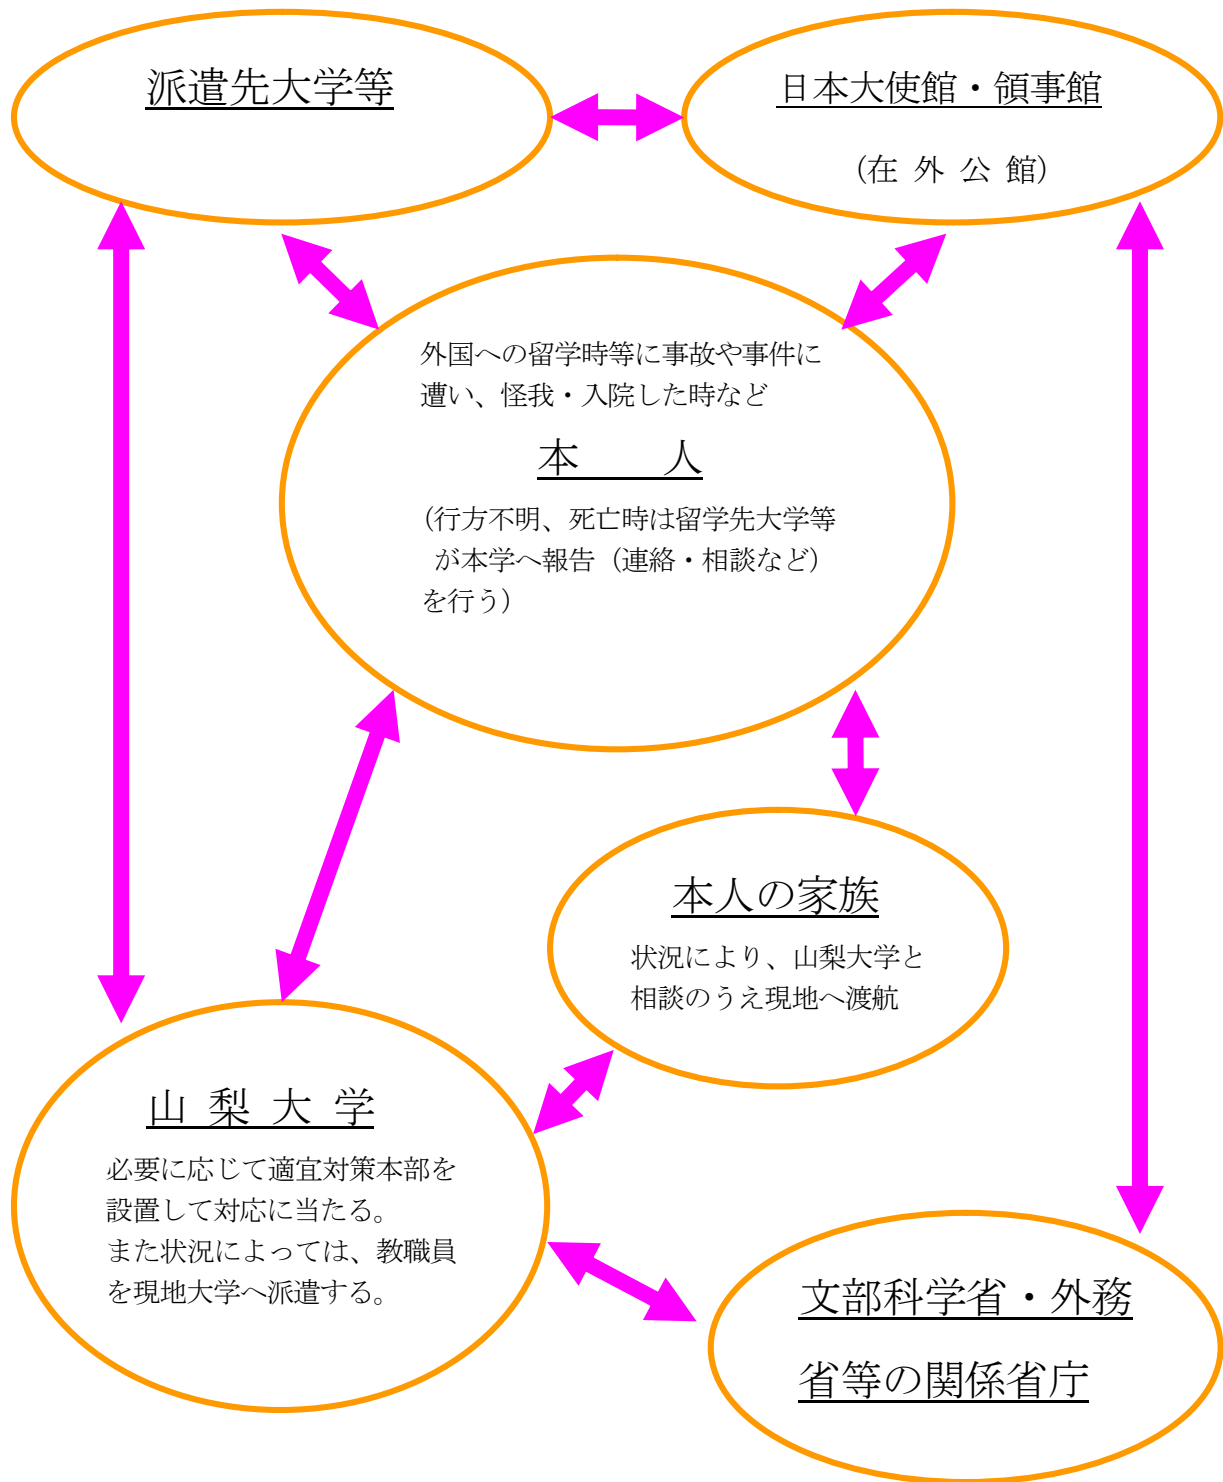 派遣先大学等
日本大使館・領事館
（在 外 公 館）
外国への留学時等に事故や事件に
遭い、怪我・入院した時など
本　　人
（行方不明、死亡時は留学先大学等
が本学へ報告（連絡・相談など）
を行う）
本人の家族
状況により、山梨大学と
相談のうえ現地へ渡航
山 梨 大 学
必要に応じて適宜対策本部を
設置して対応に当たる。
また状況によっては、教職員
を現地大学へ派遣する。
文部科学省・外務
省等の関係省庁